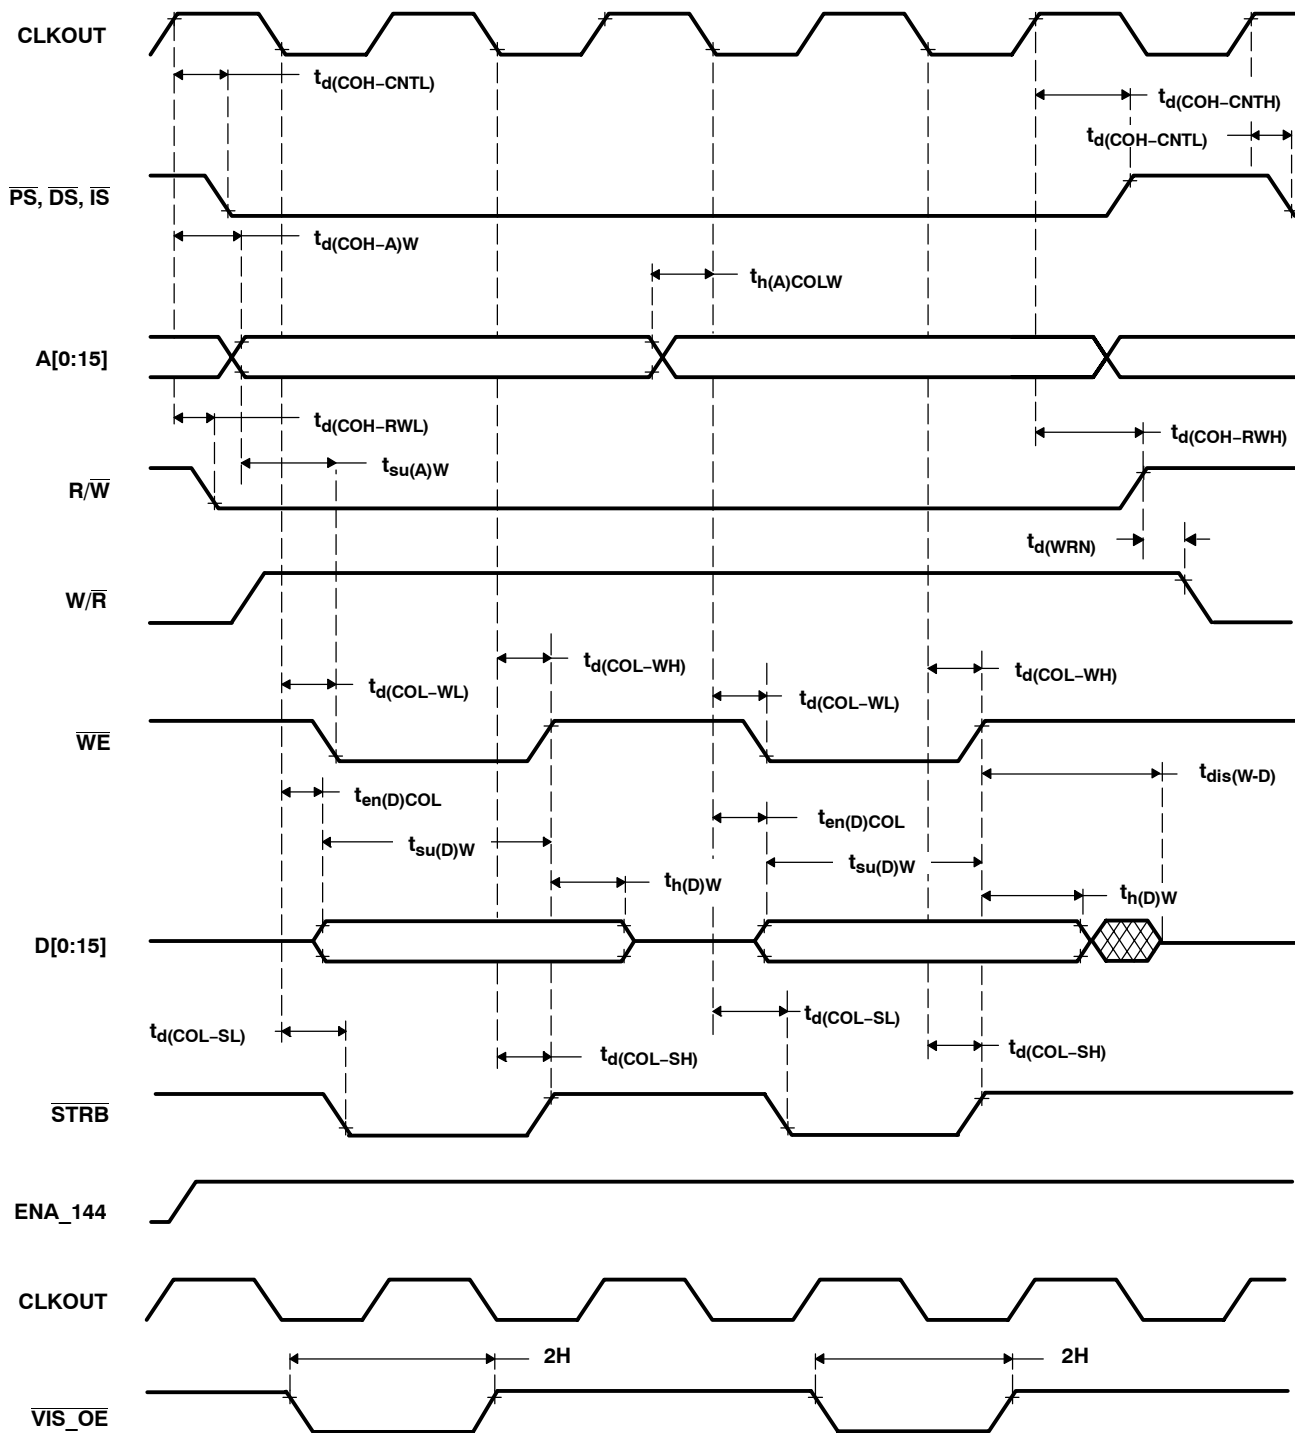 CLKOUT
td(COH–CNTL)
td(COH–CNTH)
td(COH–CNTL)
PS, DS, IS
td(COH–A)W
th(A)COLW
A[0:15]
td(COH–RWL)
td(COH–RWH)
tsu(A)W
R/W
td(WRN)
W/R
td(COL–WH)
td(COL–WH)
td(COL–WL)
td(COL–WL)
WE
tdis(W-D)
ten(D)COL
ten(D)COL
tsu(D)W
tsu(D)W
th(D)W
th(D)W
D[0:15]
td(COL–SL)
td(COL–SL)
td(COL–SH)
td(COL–SH)
STRB
ENA_144
CLKOUT
2H
2H
VIS_OE